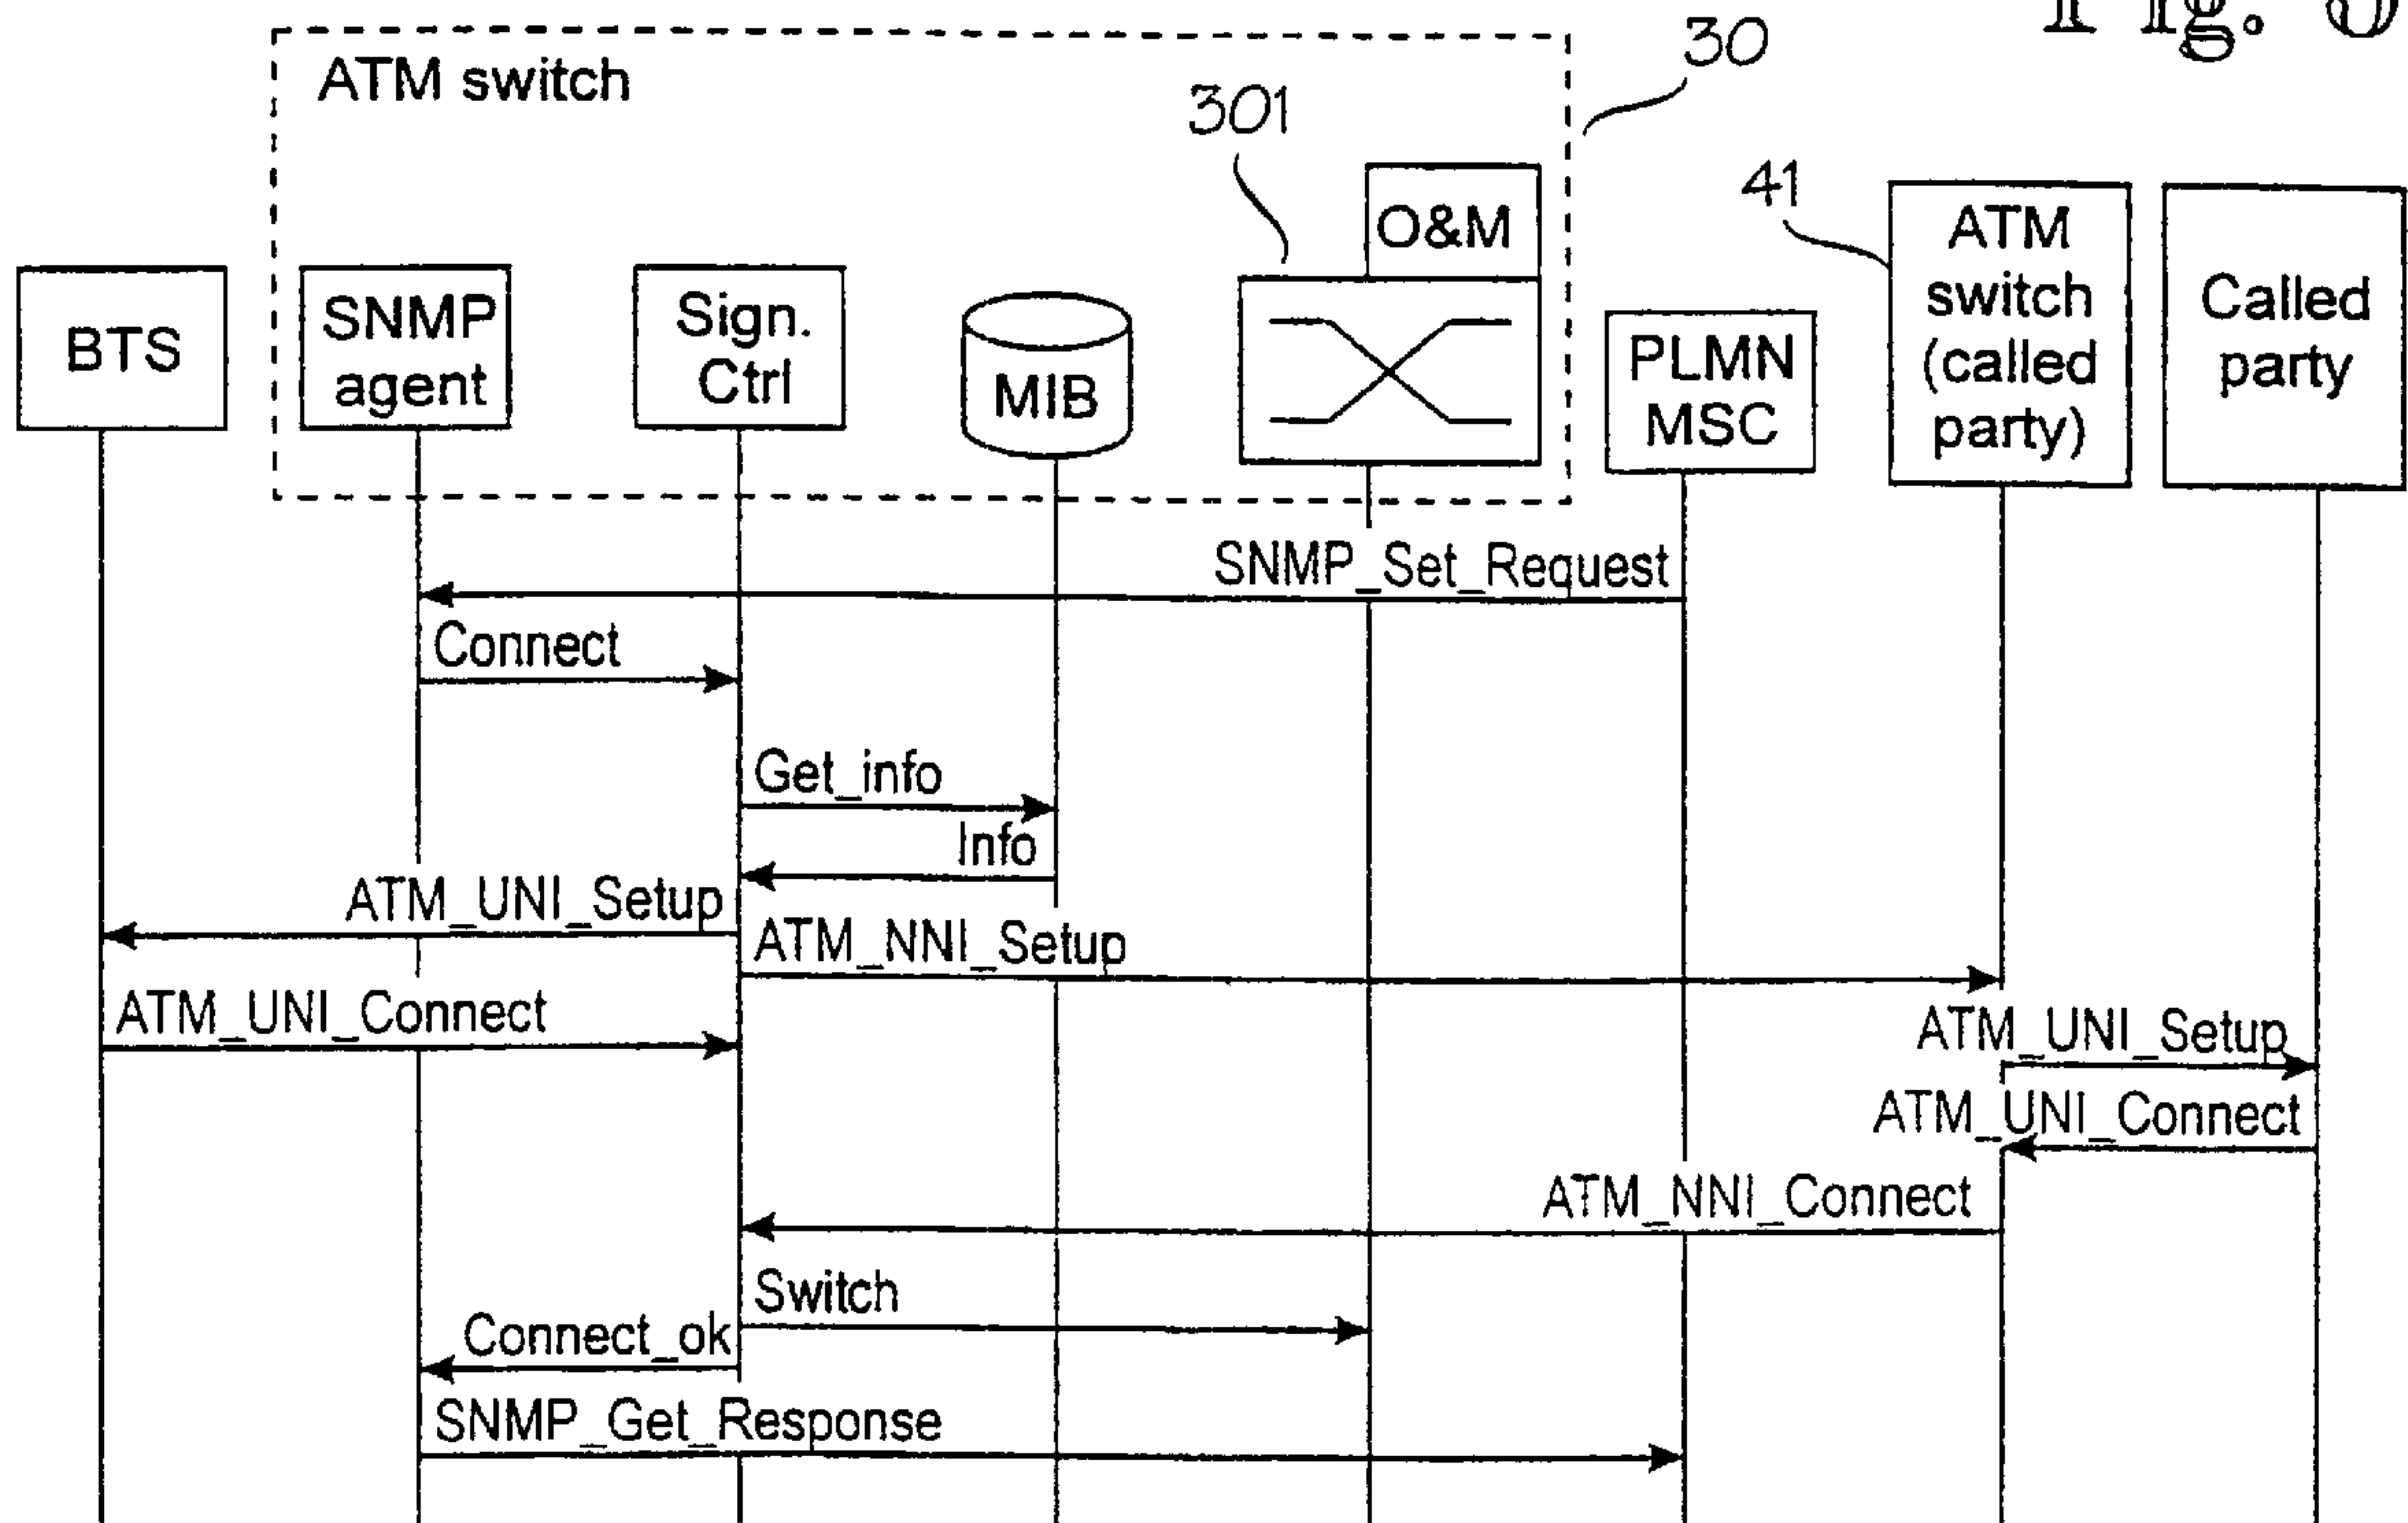 Fig.
ATM switch
30
301
41
O&M
BTS
SNMP
agent
Sign.
Ctrl
MIB
PLMN
MSC
ATM
switch
(called
party)
Called
party
SNMP_Set_Request
Connect
Get_info
Info
ATM_UNI_Setup
ATM_NNI_Setup
ATM_UNI_Connect
ATM_UNI_Setup
ATM_UNI_Connect
ATM_NNI_Connect
Switch
Connect_ok
SNMP_Get_Response